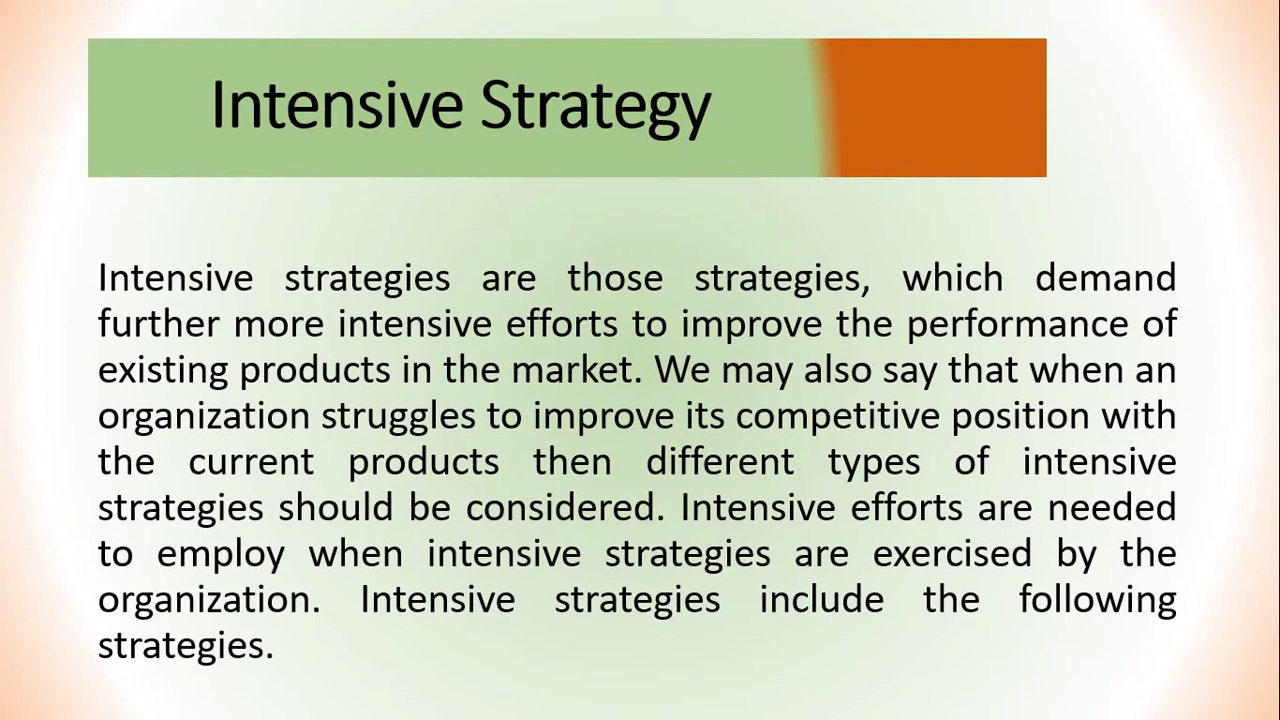 Intensive Strategy
Intensive strategies are those strategies, which demand
further more intensive efforts to improve the performance of
existing products in the market. We may also say that when an
organization struggles to improve its competitive position with
the current products then different types of intensive
strategies should be considered. Intensive efforts are needed
to employ when intensive strategies are exercised by the
organization. Intensive strategies include the following
strategies.